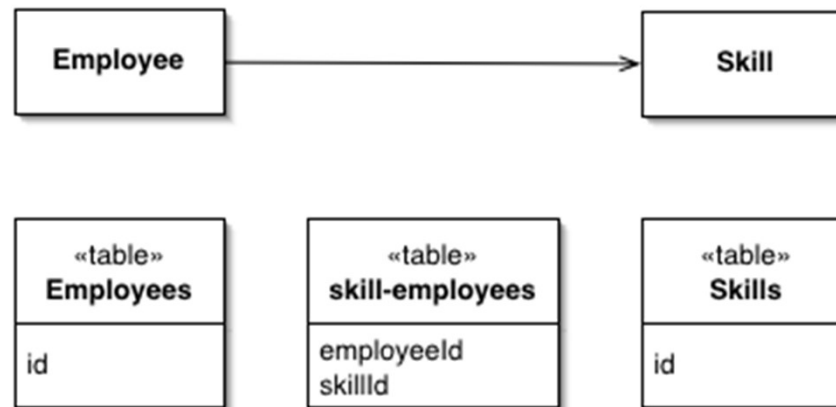 Employee
Skill
«table»
Employees
«table»
skill-employees
«table»
Skills
id
employeeId
skillId
id